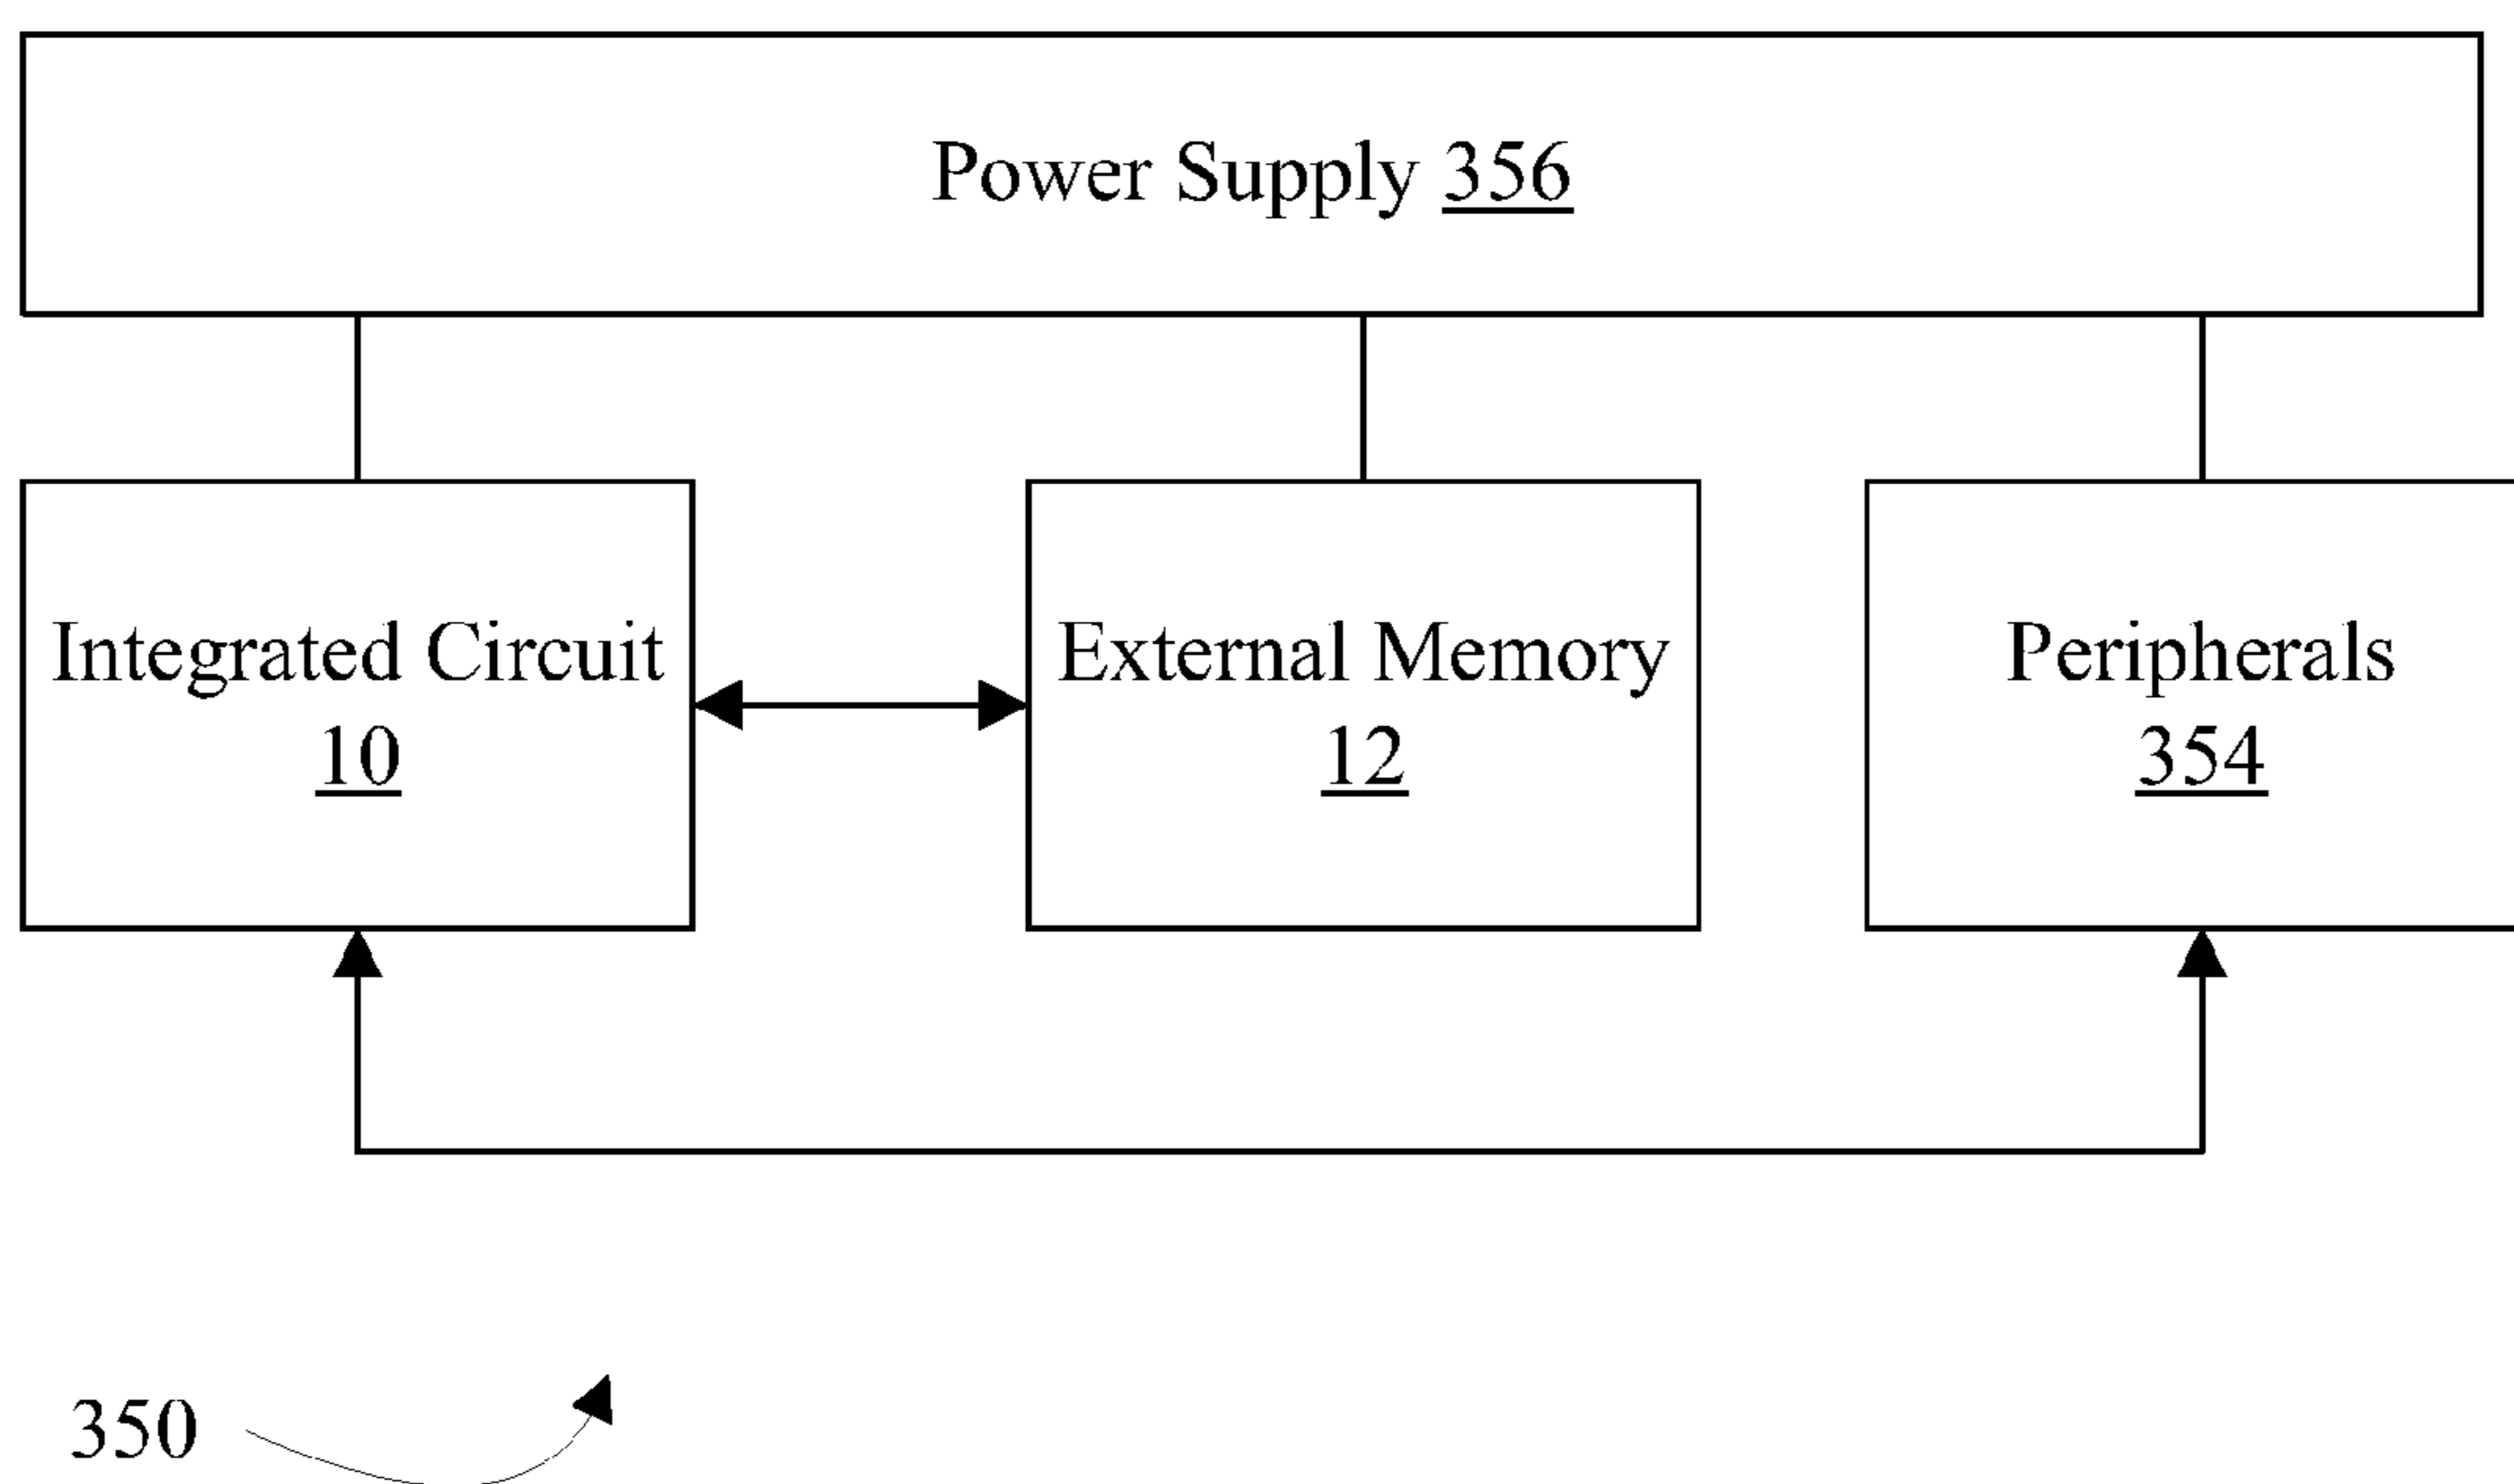 Power Supply 356
Integrated Circuit
10
External Memory
12
Peripherals
354
350